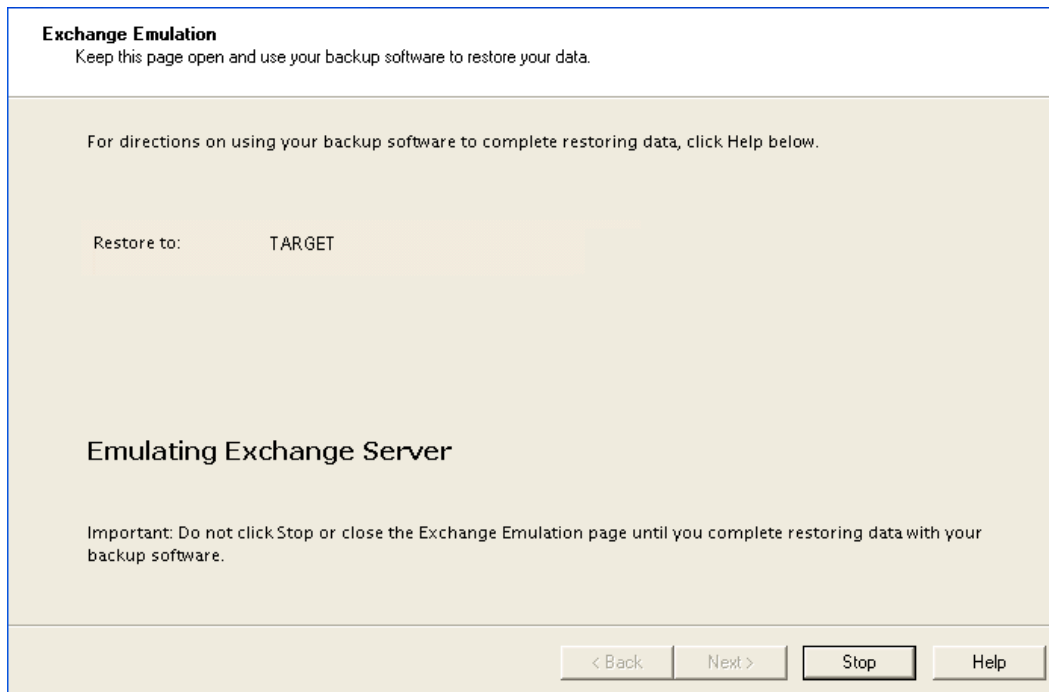 Exchange Emulation
Keep this page open and use your backup software to restore your data.
For directions on using your backup software to complete restoring data, click Help below.
Restore to: TARGET
Emulating Exchange Server
Important: Do not click Stop or close the Exchange Emulation page until you complete restoring data with your
backup software.
< Back Next > Stop Help